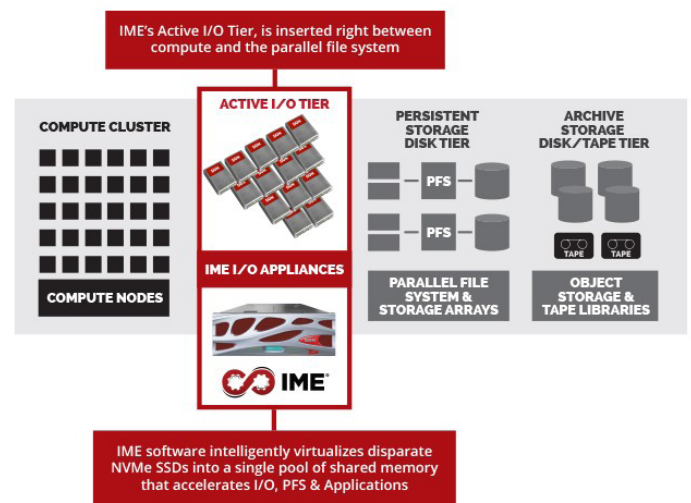 IME's Active I/O Tier, is inserted right between
compute and the parallel file system
COMPUTE CLUSTER
COMPUTE NODES
ACTIVE I/O TIER
IME I/O APPLIANCES
IME®
PERSISTENT
STORAGE
DISK TIER
PFS
PFS
PARALLEL FILE
SYSTEM &
STORAGE ARRAYS
ARCHIVE
STORAGE
DISK/TAPE TIER
TAPE
TAPE
OBJECT
STORAGE &
TAPE LIBRARIES
IME software intelligently virtualizes disparate
NVMe SSDs into a single pool of shared memory
that accelerates I/O, PFS & Applications